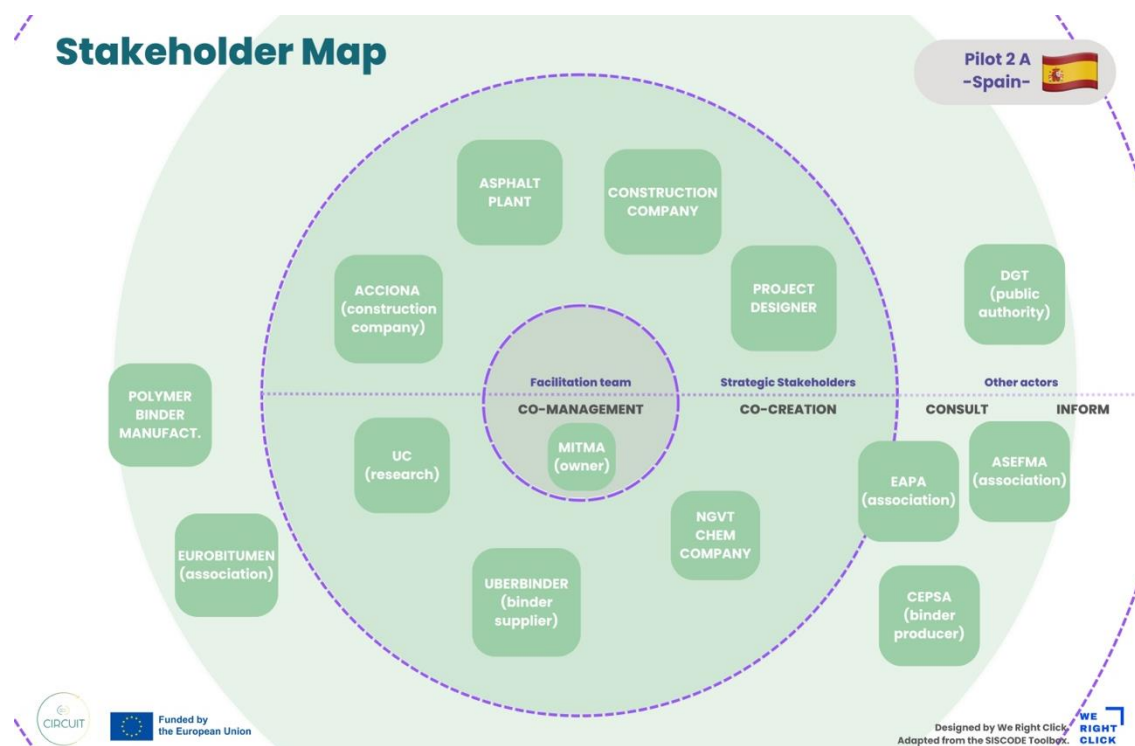 Stakeholder Map
Pilot 2 A
-Spain-
ASPHALT
PLANT
CONSTRUCTION
COMPANY
ACCIONA
(construction
company)
PROJECT
DESIGNER
DGT
(public
authority)
POLYMER
BINDER
MANUFACT.
Facilitation team
Strategic Stakeholders
Other actors
CO-MANAGEMENT
CO-CREATION
CONSULT
INFORM
MITMA
(owner)
UC
(research)
EAPA
(association)
ASEFMA
(association)
NGVT
CHEM
COMPANY
EUROBITUMEN
(association)
UBERBINDER
(binder
supplier)
CEPSA
(binder
producer)
CIRCUIT
Funded by
the European Union
Designed by We Right Click.
Adapted from the SISCODE Toolbox.
WE
RIGHT
CLICK